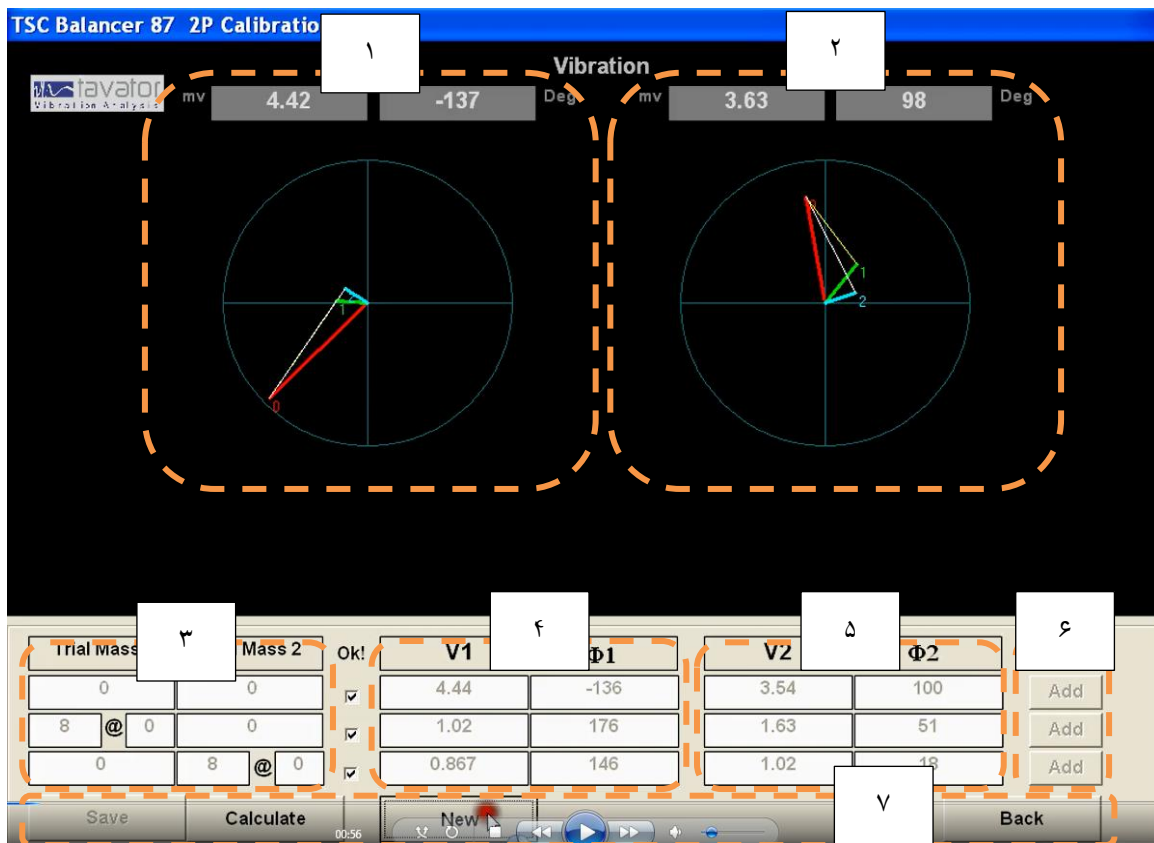 TSC Balancer 87 2P Calibratio
۱
۲
Vibration
tavator
Vibration Analysis
mv 4.42 -137 Deg
mv 3.63 98 Deg
0
1
1
2
۳
۴
۵
۶
Trial Mass Mass 2 Ok! V1 Φ1 V2 Φ2
0 0 4.44 -136 3.54 100 Add
8 @ 0 0 1.02 176 1.63 51 Add
0 8 @ 0 0.867 146 1.02 18 Add
۷
Save Calculate New Back
00:56